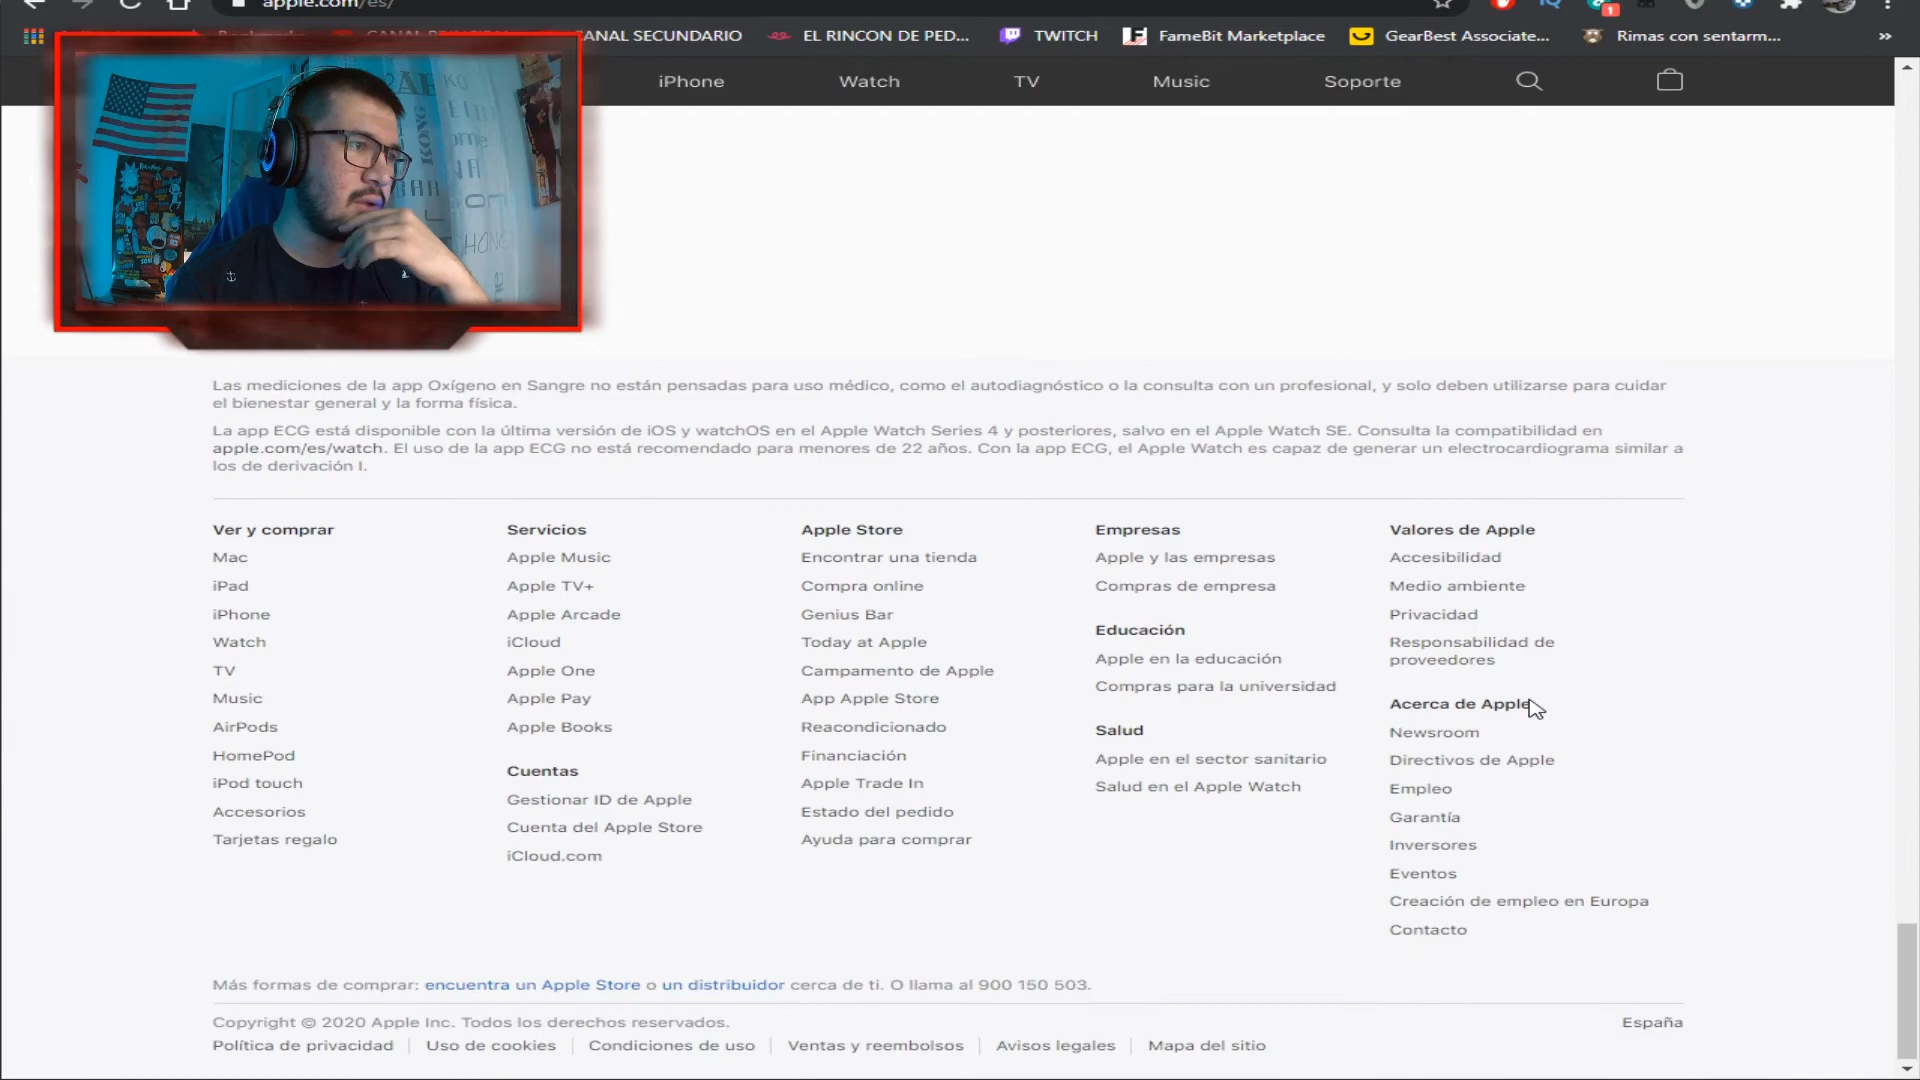 apple.com/es/
CANAL SECUNDARIO
EL RINCON DE PED...
TWITCH
FameBit Marketplace
GearBest Associate...
Rimas con sentarm...
»
iPhone
Watch
TV
Music
Soporte
KONG
Las mediciones de la app Oxígeno en Sangre no están pensadas para uso médico, como el autodiagnóstico o la consulta con un profesional, y solo deben utilizarse para cuidar
el bienestar general y la forma física.
La app ECG está disponible con la última versión de iOS y watchOS en el Apple Watch Series 4 y posteriores, salvo en el Apple Watch SE. Consulta la compatibilidad en
apple.com/es/watch. El uso de la app ECG no está recomendado para menores de 22 años. Con la app ECG, el Apple Watch es capaz de generar un electrocardiograma similar a
los de derivación I.
Ver y comprar
Mac
iPad
iPhone
Watch
TV
Music
AirPods
HomePod
iPod touch
Accesorios
Tarjetas regalo
Servicios
Apple Music
Apple TV+
Apple Arcade
iCloud
Apple One
Apple Pay
Apple Books
Cuentas
Gestionar ID de Apple
Cuenta del Apple Store
iCloud.com
Apple Store
Encontrar una tienda
Compra online
Genius Bar
Today at Apple
Campamento de Apple
App Apple Store
Reacondicionado
Financiación
Apple Trade In
Estado del pedido
Ayuda para comprar
Empresas
Apple y las empresas
Compras de empresa
Educación
Apple en la educación
Compras para la universidad
Salud
Apple en el sector sanitario
Salud en el Apple Watch
Valores de Apple
Accesibilidad
Medio ambiente
Privacidad
Responsabilidad de
proveedores
Acerca de Apple
Newsroom
Directivos de Apple
Empleo
Garantía
Inversores
Eventos
Creación de empleo en Europa
Contacto
Más formas de comprar: encuentra un Apple Store o un distribuidor cerca de ti. O llama al 900 150 503.
Copyright © 2020 Apple Inc. Todos los derechos reservados.
España
Política de privacidad
Uso de cookies
Condiciones de uso
Ventas y reembolsos
Avisos legales
Mapa del sitio